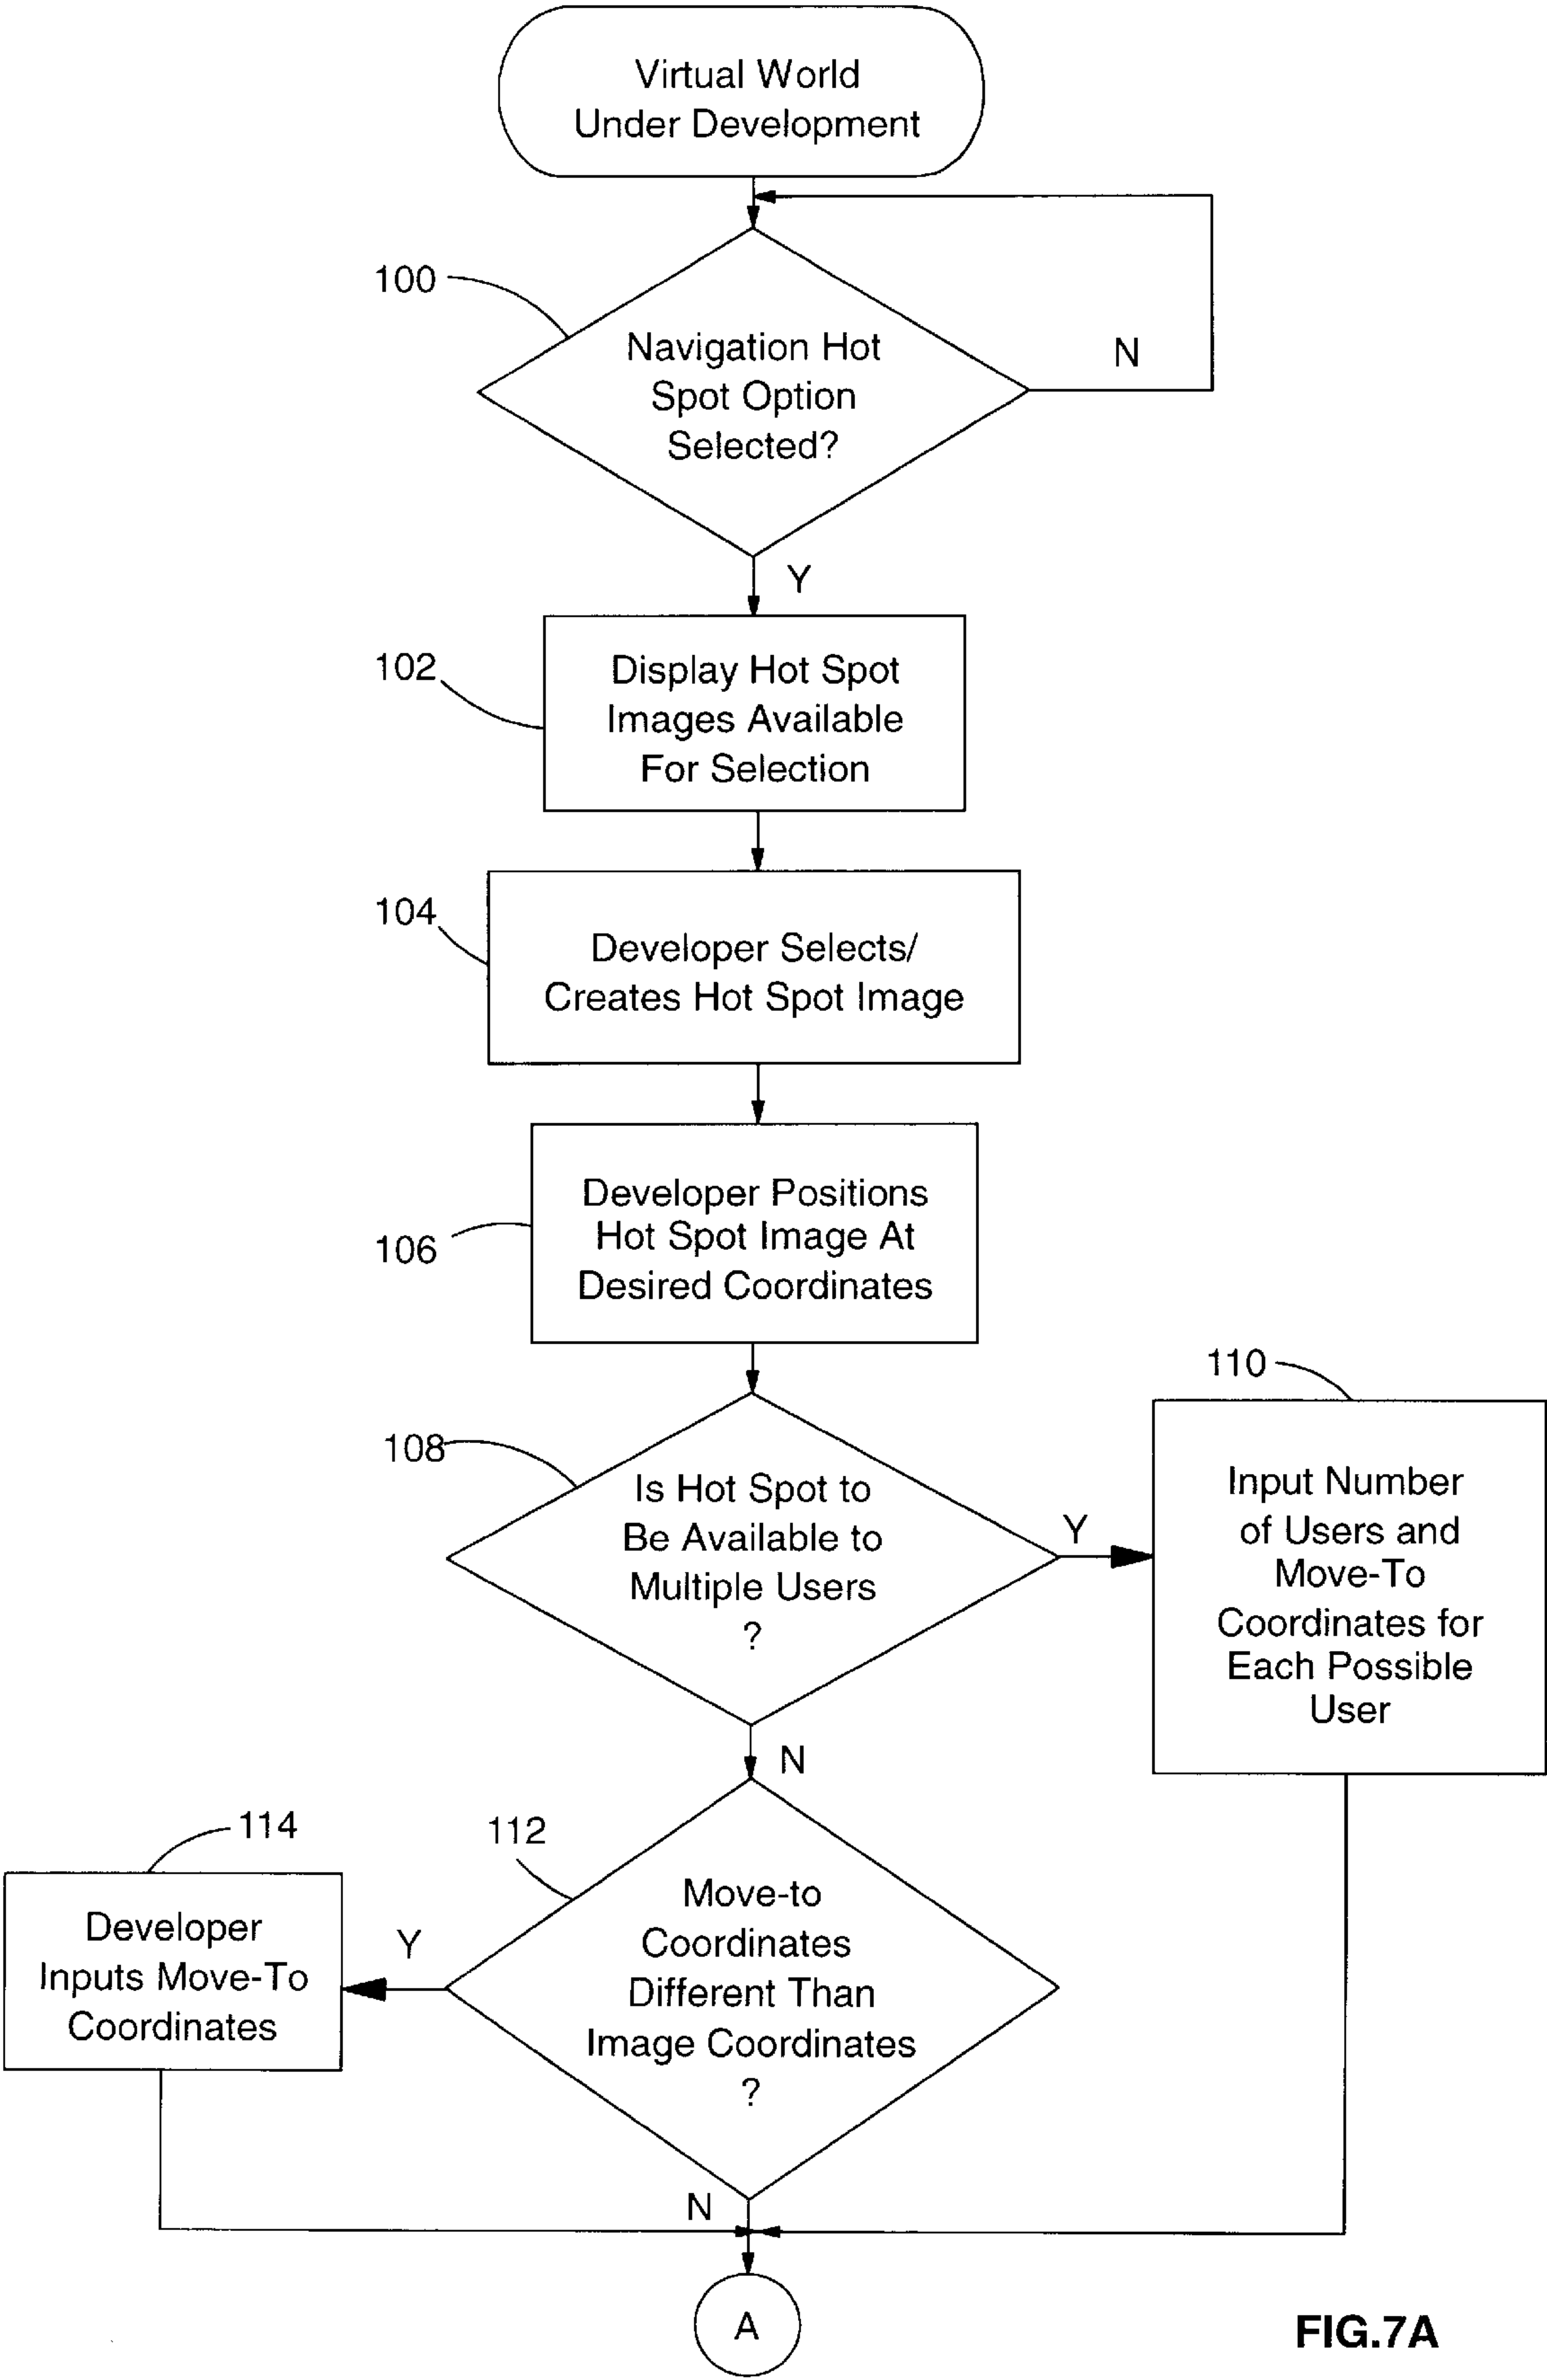 Virtual World
Under Development
100
Navigation Hot
Spot Option
Selected?
N
Y
102
Display Hot Spot
Images Available
For Selection
104
Developer Selects/
Creates Hot Spot Image
106
Developer Positions
Hot Spot Image At
Desired Coordinates
108
Is Hot Spot to
Be Available to
Multiple Users
?
Y
110
Input Number
of Users and
Move-To
Coordinates for
Each Possible
User
N
112
Move-to
Coordinates
Different Than
Image Coordinates
?
Y
114
Developer
Inputs Move-To
Coordinates
N
A
FIG.7A